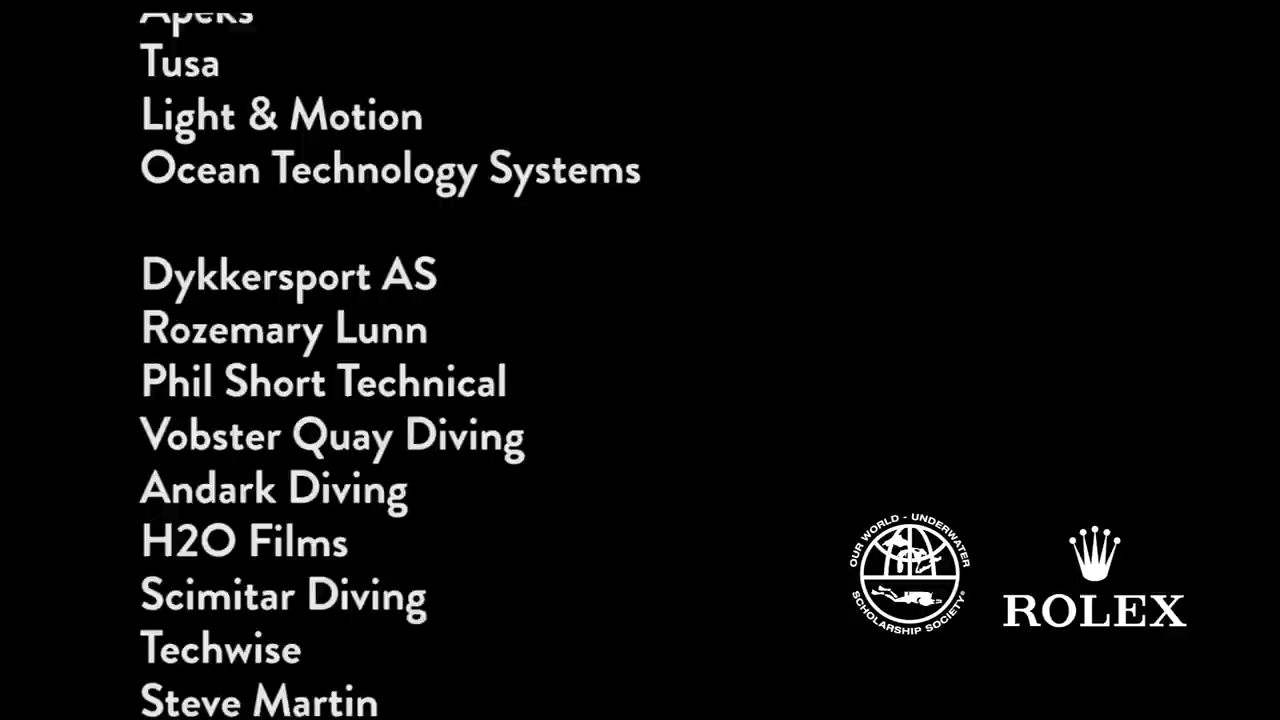 Apeks
Tusa
Light & Motion
Ocean Technology Systems
Dykkersport AS
Rozemary Lunn
Phil Short Technical
Vobster Quay Diving
Andark Diving
H2O Films
Scimitar Diving
Techwise
Steve Martin
OUR WORLD - UNDERWATER
SCHOLARSHIP SOCIETY®
ROLEX